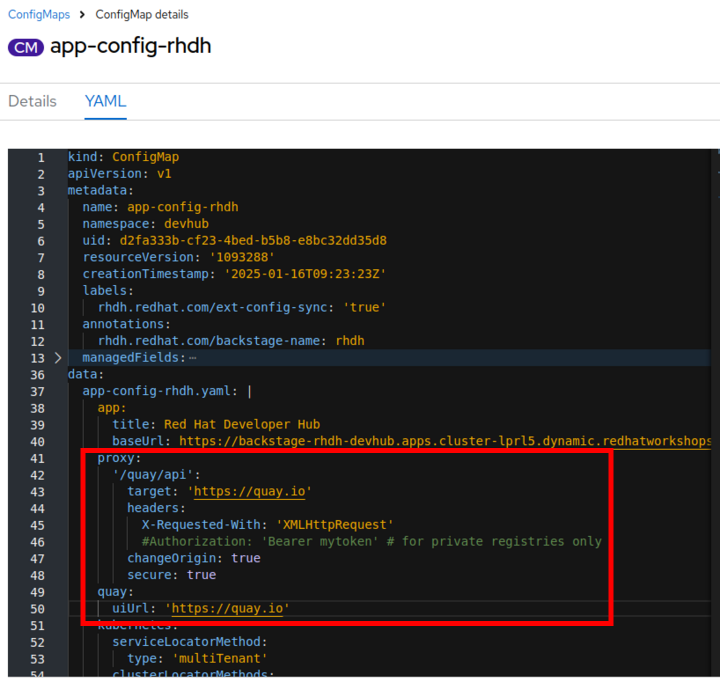 ConfigMaps > ConfigMap details
CM app-config-rhdh
Details YAML
1 kind: ConfigMap
2 apiVersion: v1
3 metadata:
4 name: app-config-rhdh
5 namespace: devhub
6 uid: d2fa333b-cf23-4bed-b5b8-e8bc32dd35d8
7 resourceVersion: '1093288'
8 creationTimestamp: '2025-01-16T09:23:23Z'
9 labels:
10 rhdh.redhat.com/ext-config-sync: 'true'
11 annotations:
12 rhdh.redhat.com/backstage-name: rhdh
13 > managedFields:⋯
36 data:
37 app-config-rhdh.yaml: |
38 app:
39 title: Red Hat Developer Hub
40 baseUrl: https://backstage-rhdh-devhub.apps.cluster-lprl5.dynamic.redhatworkshops
41 proxy:
42 '/quay/api':
43 target: 'https://quay.io'
44 headers:
45 X-Requested-With: 'XMLHttpRequest'
46 #Authorization: 'Bearer mytoken' # for private registries only
47 changeOrigin: true
48 secure: true
49 quay:
50 uiUrl: 'https://quay.io'
51 kubernetes:
52 serviceLocatorMethod:
53 type: 'multiTenant'
54 clusterLocatorMethods: